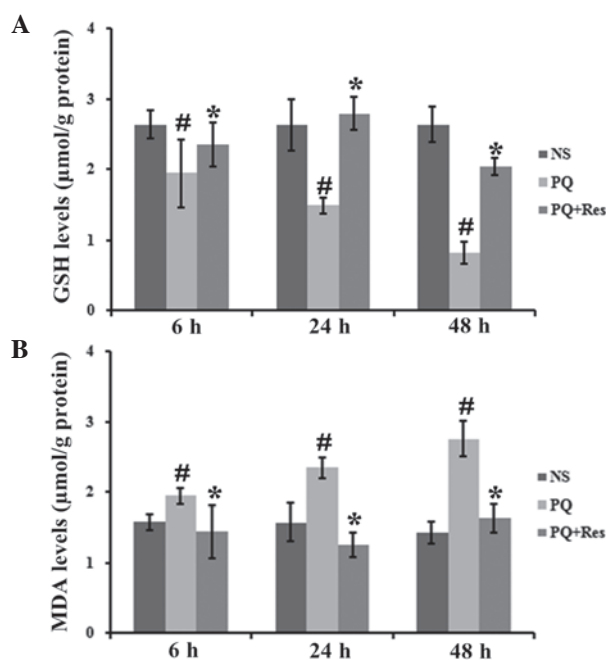 A
GSH levels (μmol/g protein)
4
3
2
1
0
#
*
#
*
#
*
6 h
24 h
48 h
NS
PQ
PQ+Res
B
MDA levels (μmol/g protein)
4
3
2
1
0
#
*
#
*
#
*
6 h
24 h
48 h
NS
PQ
PQ+Res